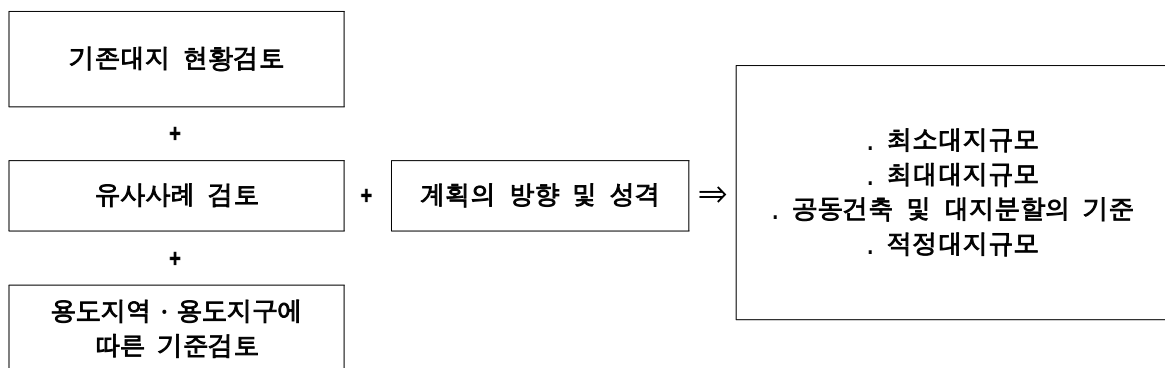 기존대지 현황검토
+
유사사례 검토
+
용도지역·용도지구에
따른 기준검토
+
계획의 방향 및 성격
⇒
. 최소대지규모
. 최대대지규모
. 공동건축 및 대지분할의 기준
. 적정대지규모